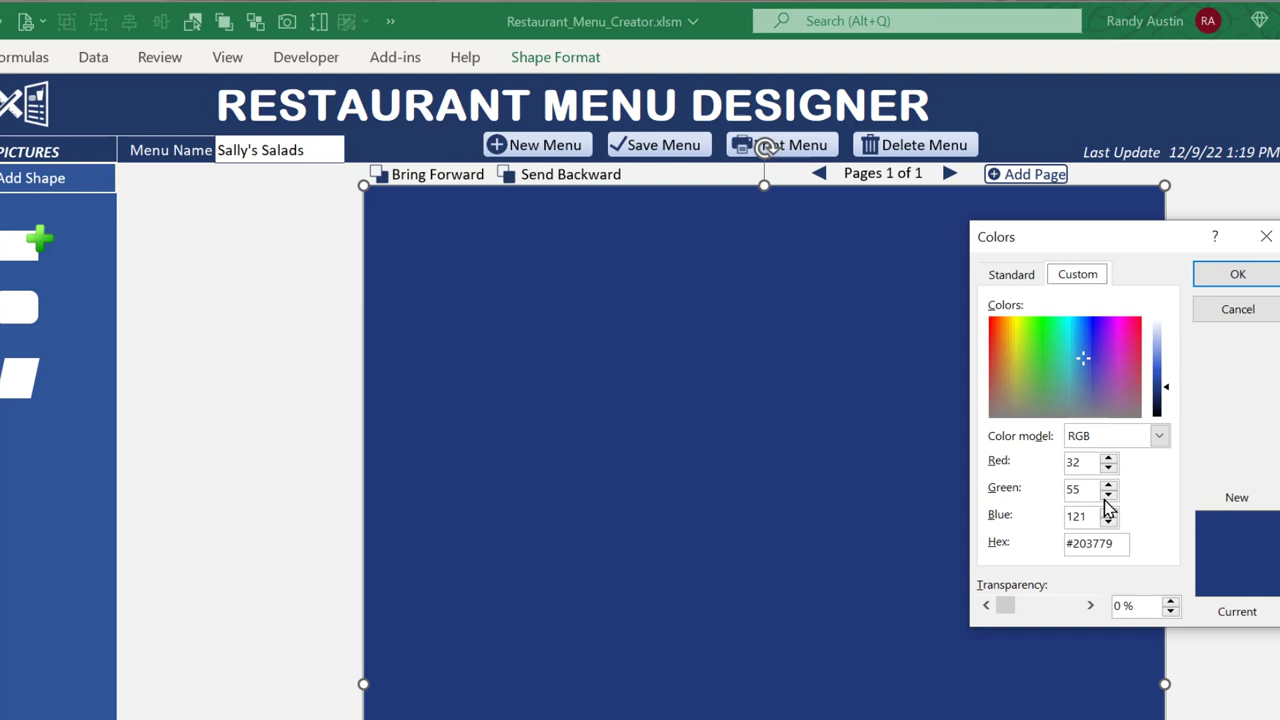 Restaurant_Menu_Creator.xlsm
Search (Alt+Q)
Randy Austin
RA
ormulas Data Review View Developer Add-ins Help Shape Format
RESTAURANT MENU DESIGNER
PICTURES
Menu Name Sally's Salads
New Menu
Save Menu
Menu
Delete Menu
Last Update 12/9/22 1:19 PM
Add Shape
Bring Forward
Send Backward
Pages 1 of 1
Add Page
Colors
?
Standard
Custom
OK
Colors:
Cancel
Color model: RGB
Red: 32
Green: 55
Blue: 121
Hex: #203779
New
Transparency:
0 %
Current